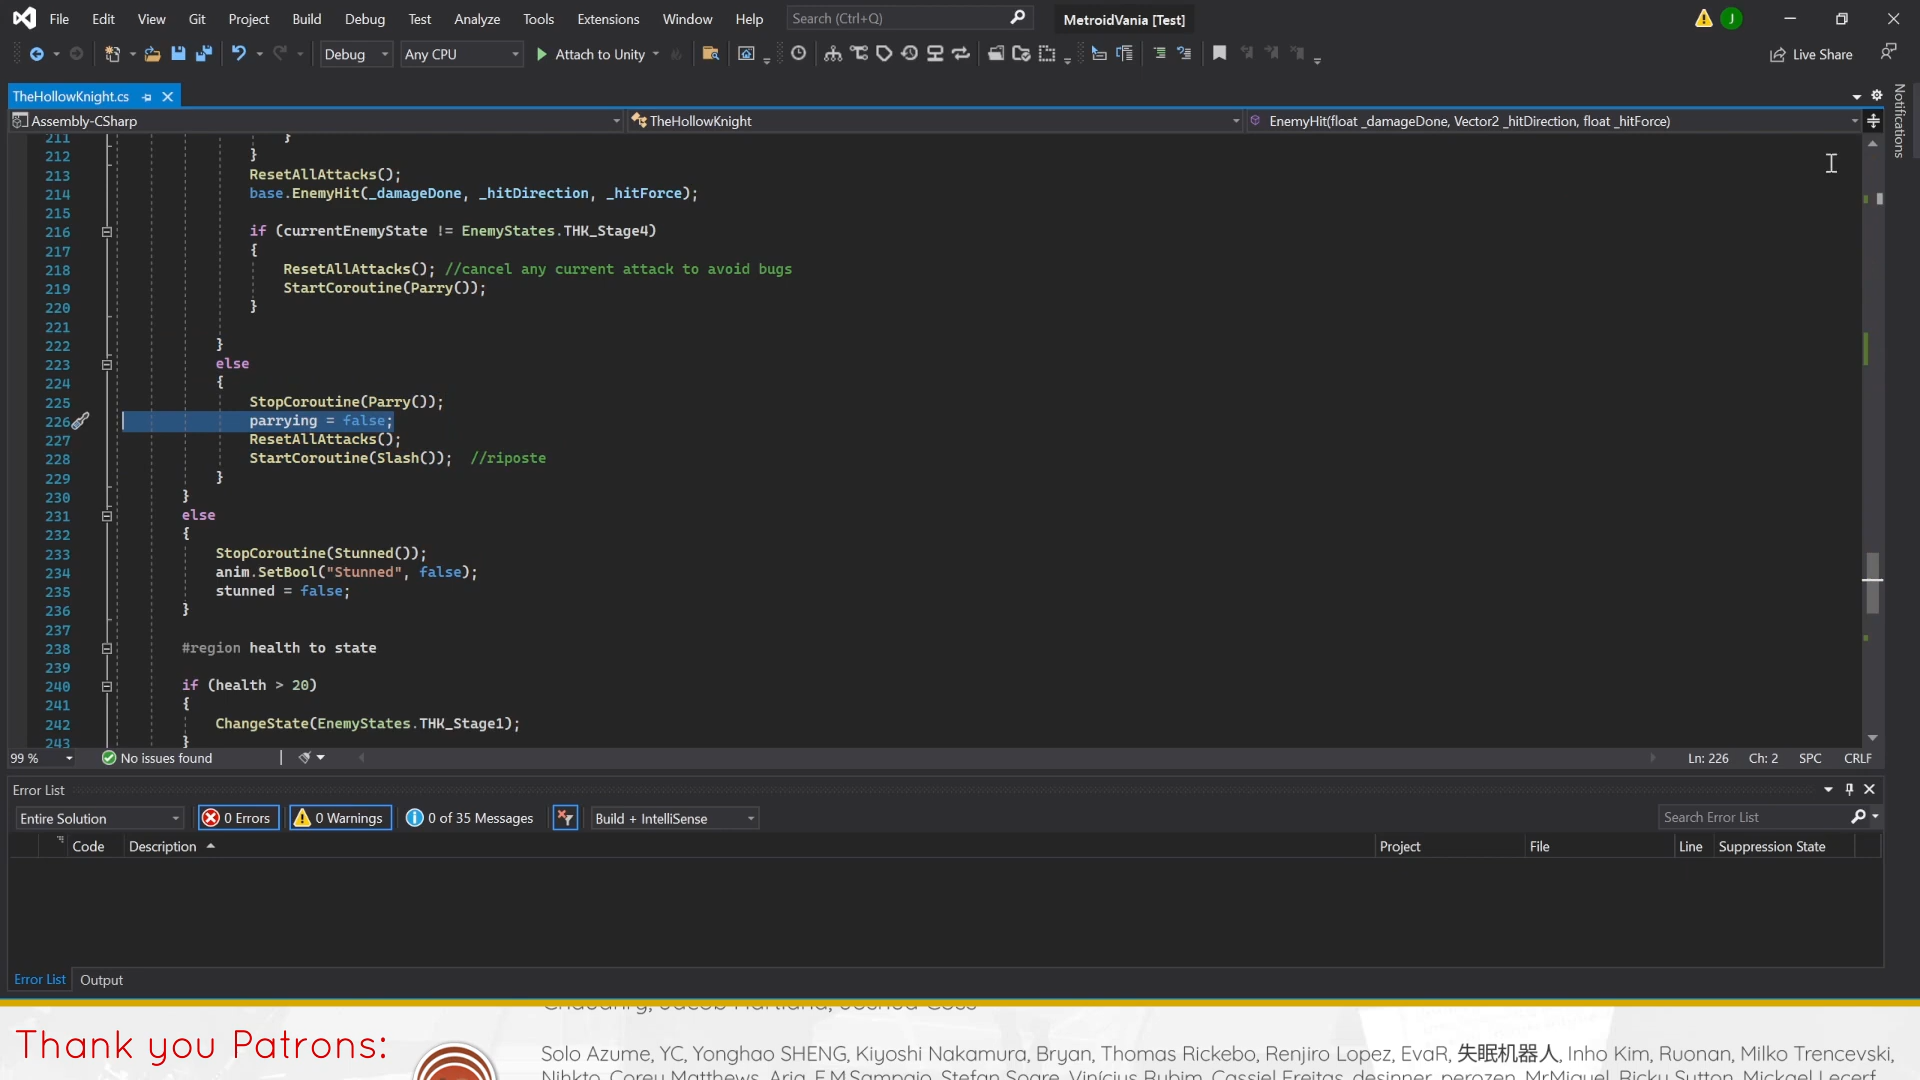 File Edit View Git Project Build Debug Test Analyze Tools Extensions Window Help Search (Ctrl+Q) MetroidVania [Test] J
Debug Any CPU Attach to Unity Live Share
TheHollowKnight.cs
Notifications
Assembly-CSharp TheHollowKnight EnemyHit(float _damageDone, Vector2 _hitDirection, float _hitForce)
211 }
212 }
213 ResetAllAttacks();
214 base.EnemyHit(_damageDone, _hitDirection, _hitForce);
215
216 if (currentEnemyState != EnemyStates.THK_Stage4)
217 {
218 ResetAllAttacks(); //cancel any current attack to avoid bugs
219 StartCoroutine(Parry());
220 }
221
222 }
223 else
224 {
225 StopCoroutine(Parry());
226 parrying = false;
227 ResetAllAttacks();
228 StartCoroutine(Slash()); //riposte
229 }
230 }
231 else
232 {
233 StopCoroutine(Stunned());
234 anim.SetBool("Stunned", false);
235 stunned = false;
236 }
237
238 #region health to state
239
240 if (health > 20)
241 {
242 ChangeState(EnemyStates.THK_Stage1);
243 }
99 % No issues found Ln: 226 Ch: 2 SPC CRLF
Error List
Entire Solution 0 Errors 0 Warnings 0 of 35 Messages Build + IntelliSense Search Error List
Code Description Project File Line Suppression State
Error List Output
Thank you Patrons:
Solo Azume, YC, Yonghao SHENG, Kiyoshi Nakamura, Bryan, Thomas Rickebo, Renjiro Lopez, EvaR, 失眠机器人, Inho Kim, Ruonan, Milko Trencevski,